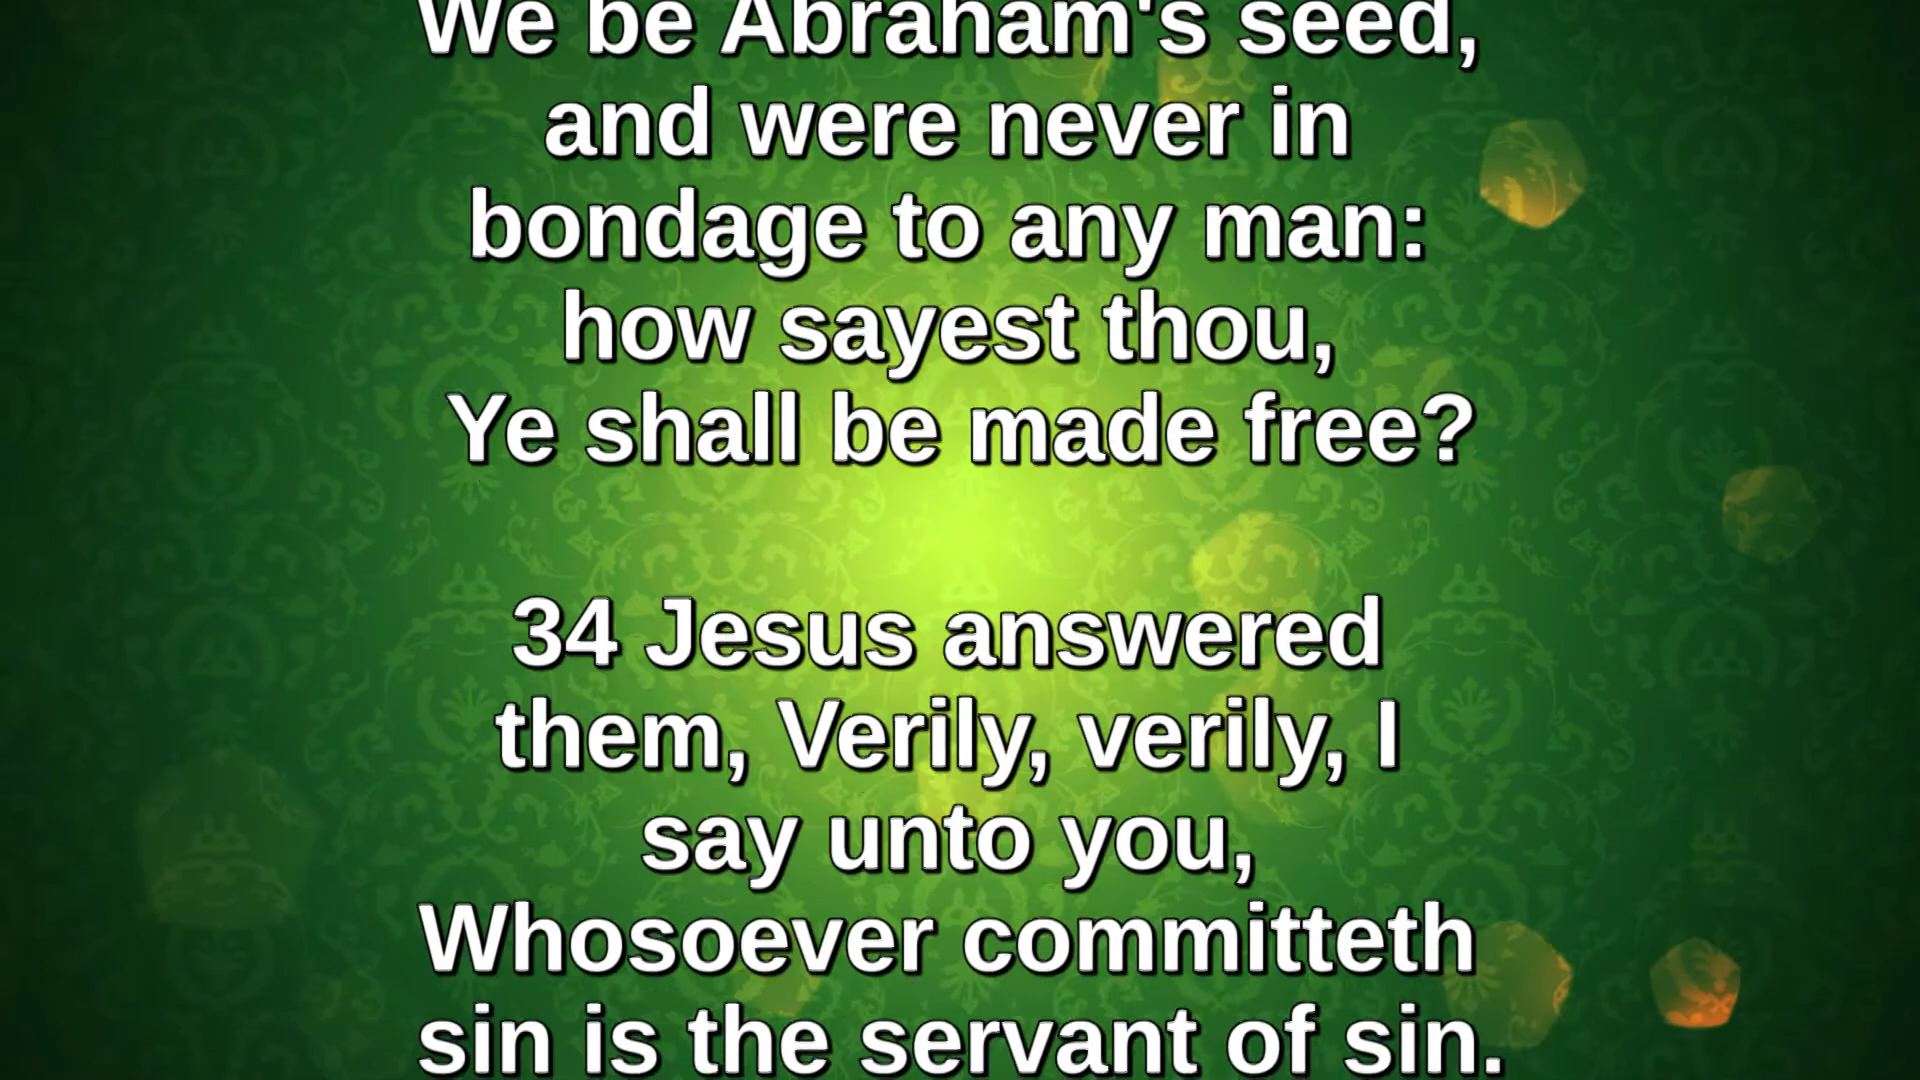 We be Abraham's seed,
and were never in
bondage to any man:
how sayest thou,
Ye shall be made free?
34 Jesus answered
them, Verily, verily, I
say unto you,
Whosoever committeth
sin is the servant of sin.